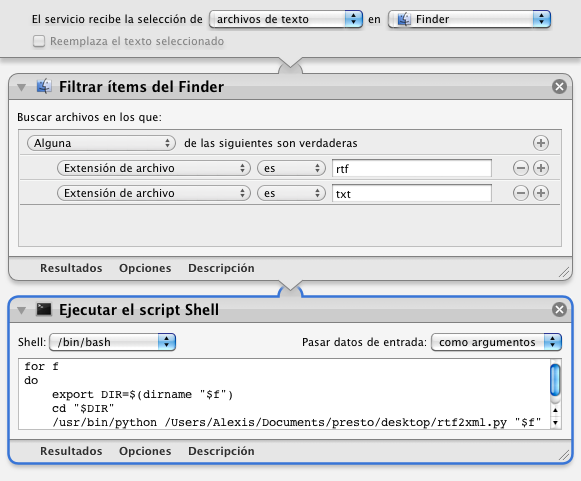 El servicio recibe la selección de archivos de texto en Finder
Reemplaza el texto seleccionado
Filtrar ítems del Finder
Buscar archivos en los que:
Alguna de las siguientes son verdaderas
Extensión de archivo es rtf
Extensión de archivo es txt
Resultados Opciones Descripción
Ejecutar el script Shell
Shell: /bin/bash Pasar datos de entrada: como argumentos
for f
do
export DIR=$(dirname "$f")
cd "$DIR"
/usr/bin/python /Users/Alexis/Documents/presto/desktop/rtf2xml.py "$f"
Resultados Opciones Descripción